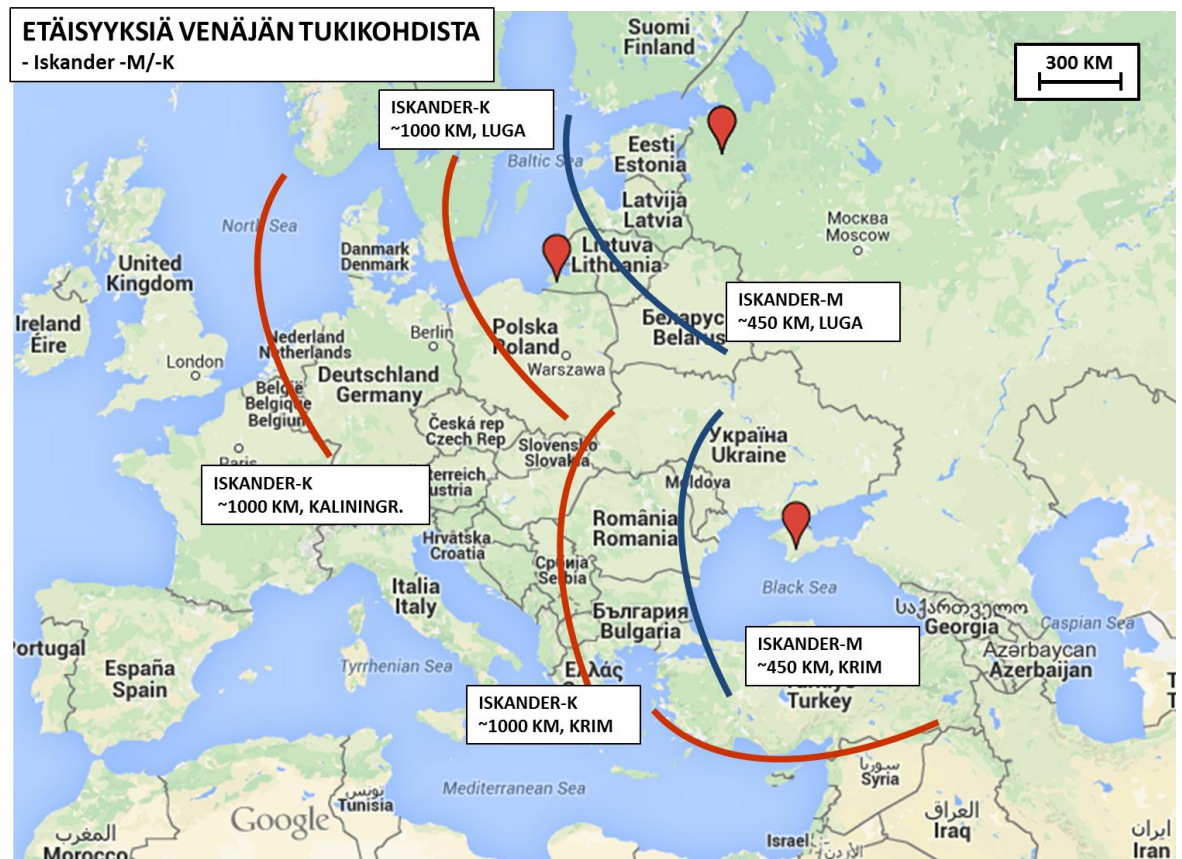 ETÄISYYKSIÄ VENÄJÄN TUKIKOHDISTA
- Iskander -M/-K
300 KM
Suomi
Finland
ISKANDER-K
~1000 KM, LUGA
Baltic Sea
Eesti
Estonia
Latvija
Latvia
Москва
Moscow
North Sea
Danmark
Denmark
Lietuva
Lithuania
United
Kingdom
ISKANDER-M
~450 KM, LUGA
Ireland
Éire
Berlin
Polska
Poland
Warszawa
Беларусь
Belarus
Nederland
Netherlands
London
Deutschland
Germany
België
Belgique
Belgium
Česká rep
Czech Rep
Slovensko
Slovakia
Україна
Ukraine
Paris
ISKANDER-K
~1000 KM, KALININGR.
Moldova
România
Romania
Hrvatska
Croatia
Србија
Serbia
Italia
Italy
Black Sea
България
Bulgaria
საქართველო
Georgia
Caspian Sea
Azərbaycan
Azerbaijan
Portugal
España
Spain
Tyrrhenian Sea
Ελλάς
ISKANDER-M
~450 KM, KRIM
Turkey
ISKANDER-K
~1000 KM, KRIM
سوريا
Syria
Mediterranean Sea
تونس
Tunisia
Google
المغرب
Morocco
العراق
Iraq
Israel
ایران
Iran